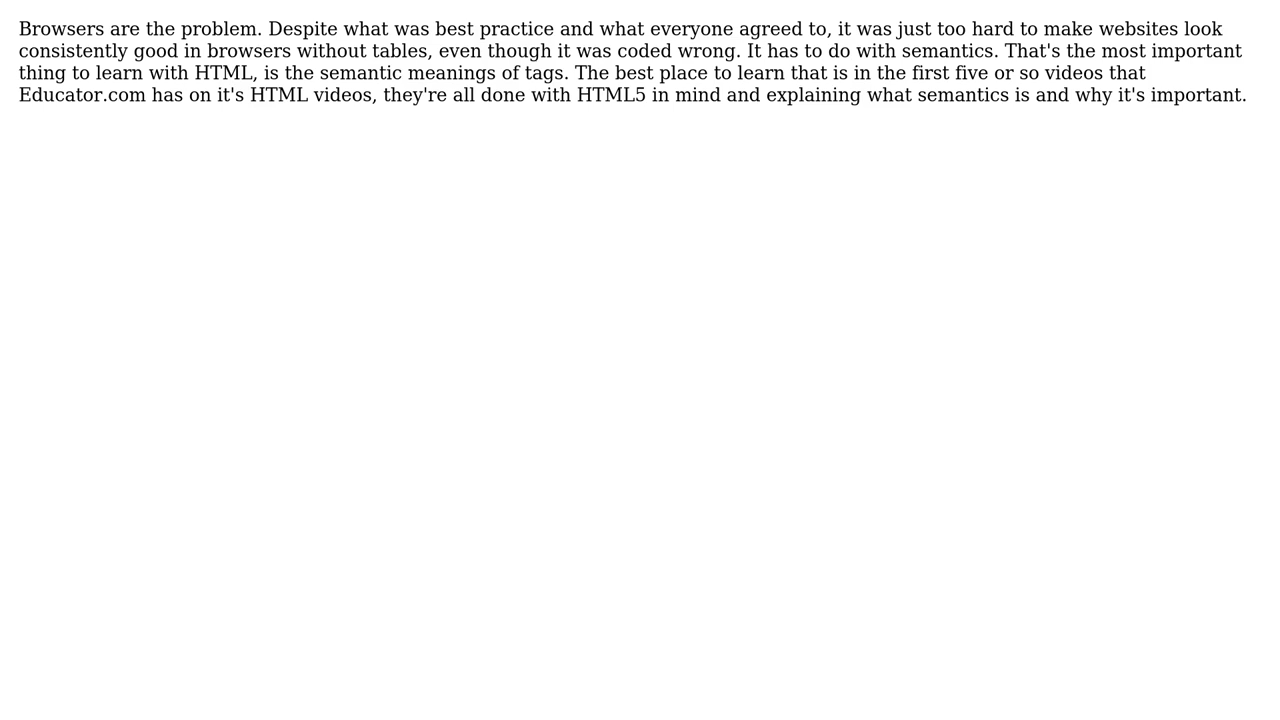 Browsers are the problem. Despite what was best practice and what everyone agreed to, it was just too hard to make websites look
consistently good in browsers without tables, even though it was coded wrong. It has to do with semantics. That's the most important
thing to learn with HTML, is the semantic meanings of tags. The best place to learn that is in the first five or so videos that
Educator.com has on it's HTML videos, they're all done with HTML5 in mind and explaining what semantics is and why it's important.